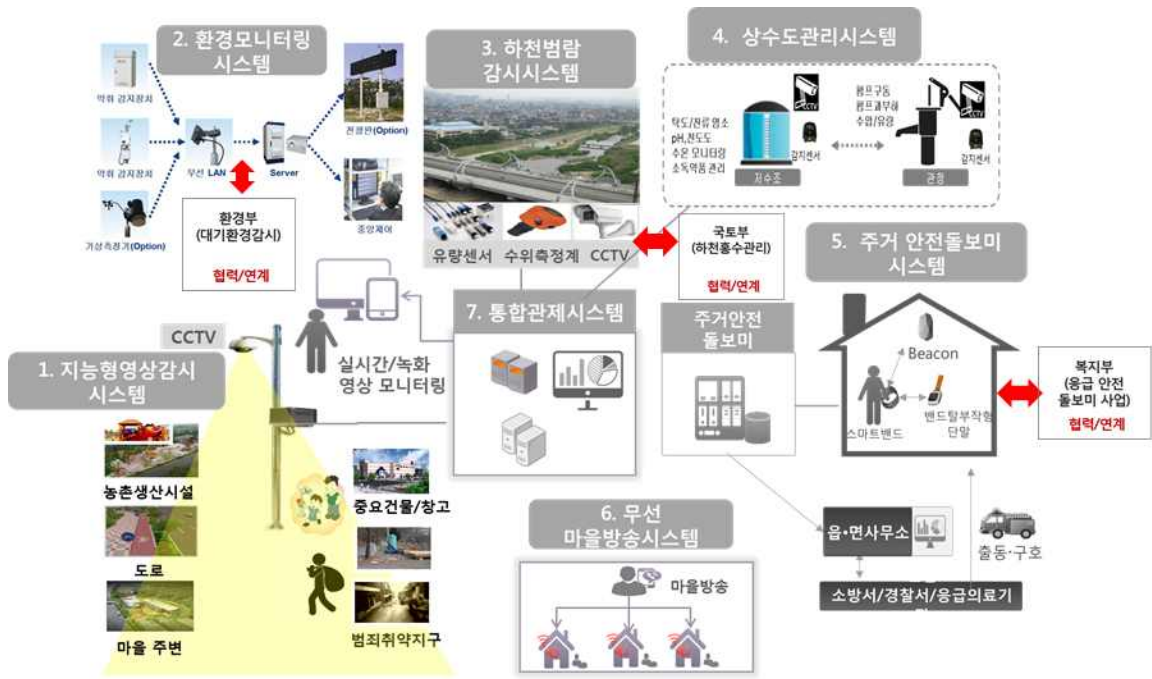 2. 환경모니터링
시스템
악취 감지장치
악취 감지장치
기상측정기(Option)
무선 LAN
Server
전광판(Option)
중앙제어
환경부
(대기환경감시)
협력/연계
3. 하천범람
감시시스템
유량센서
수위측정계
CCTV
국토부
(하천홍수관리)
협력/연계
4. 상수도관리시스템
탁도/잔류 염소
pH,전도도
수온 모니터링
소독약품 관리
CCTV
감지센서
저수조
펌프구동
펌프과부하
수압/유량
CCTV
감지센서
관정
5. 주거 안전돌보미
시스템
Beacon
스마트밴드
밴드탈부착형
단말
복지부
(응급 안전
돌보미 사업)
협력/연계
주거안전
돌보미
7. 통합관제시스템
실시간/녹화
영상 모니터링
CCTV
1. 지능형영상감시
시스템
농촌생산시설
도로
마을 주변
중요건물/창고
범죄취약지구
6. 무선
마을방송시스템
마을방송
읍·면사무소
출동·구호
소방서/경찰서/응급의료기